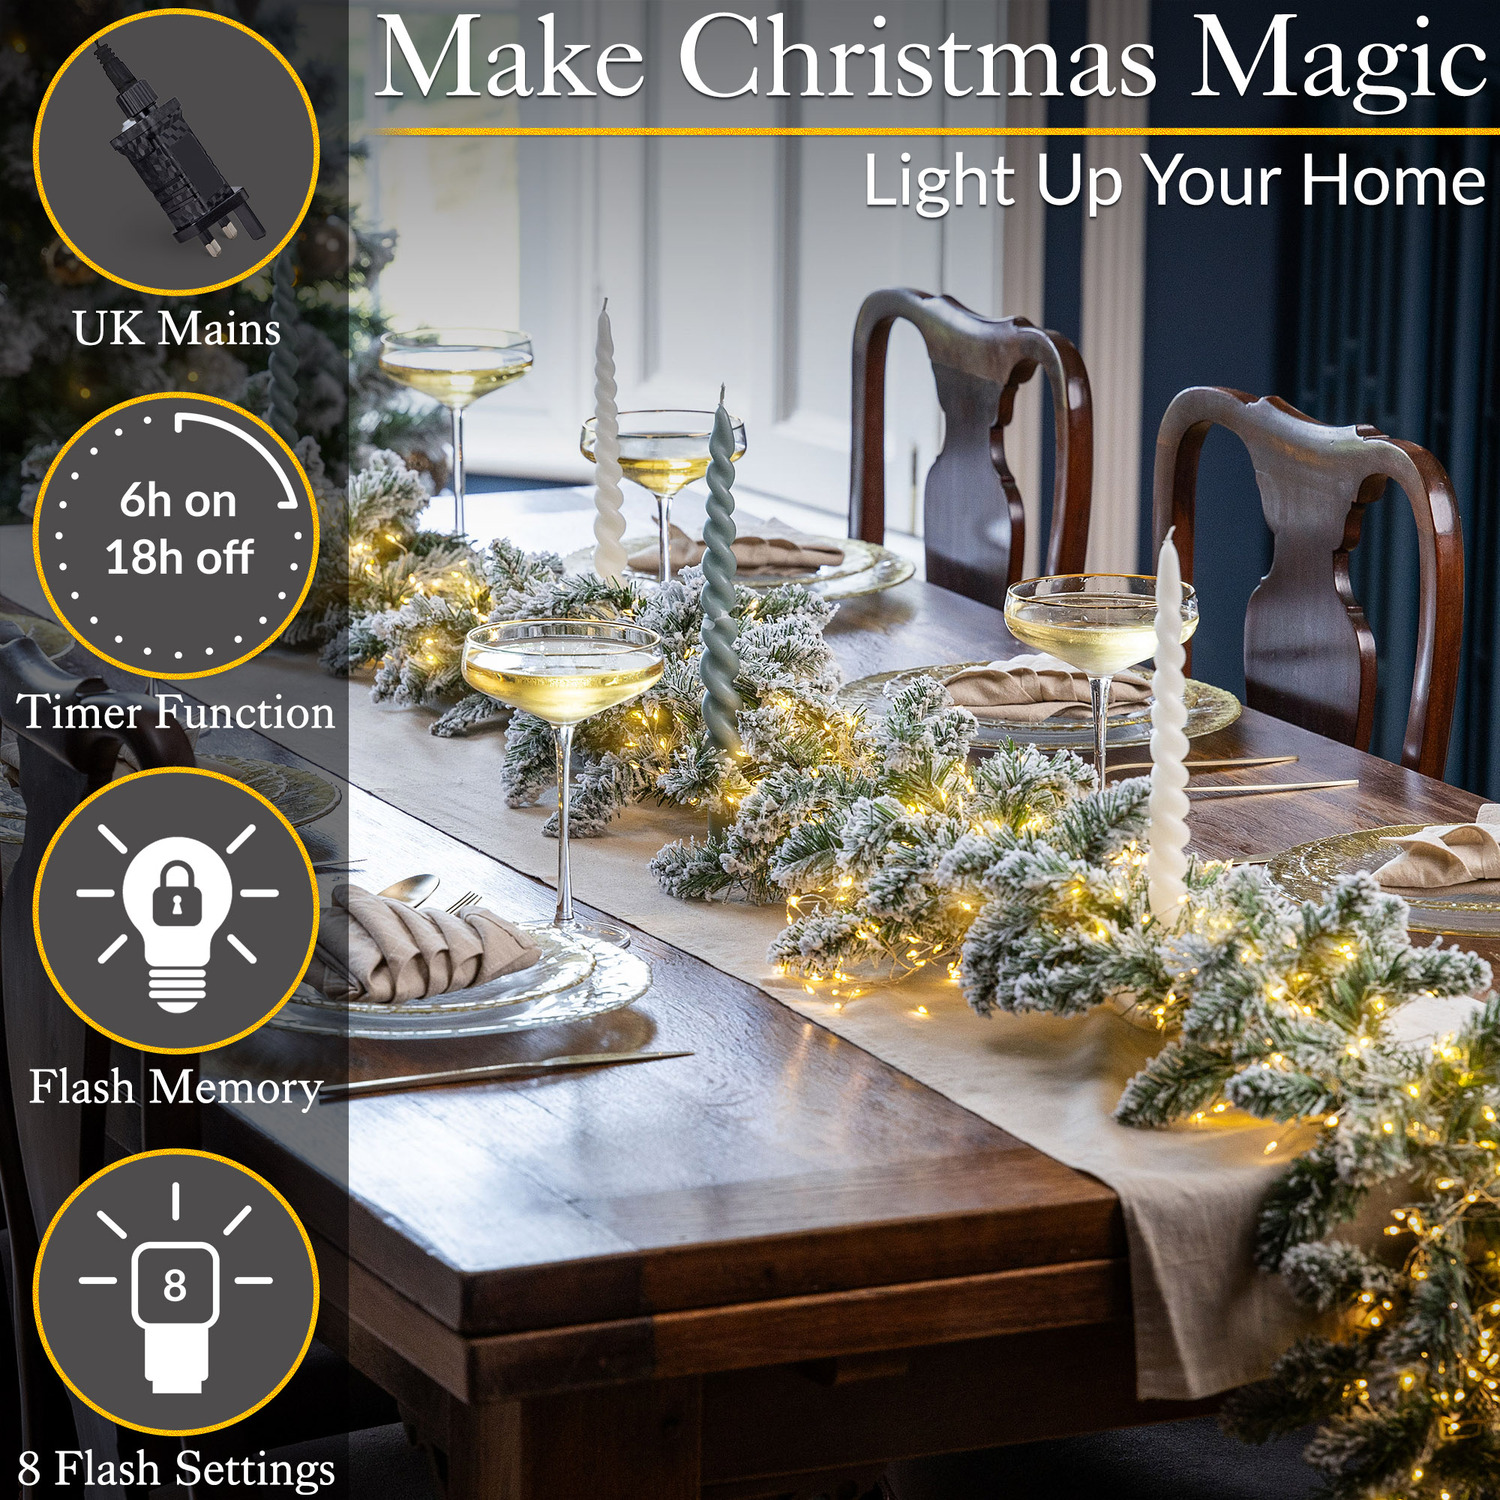 Make Christmas Magic
Light Up Your Home
UK Mains
6h on
18h off
Timer Function
Flash Memory
8
8 Flash Settings